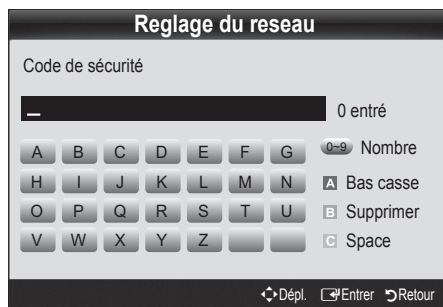 Reglage du reseau
Code de sécurité
_ 0 entré
A B C D E F G 0~9 Nombre
H I J K L M N A Bas casse
O P Q R S T U B Supprimer
V W X Y Z C Space
Dépl. Entrer Retour